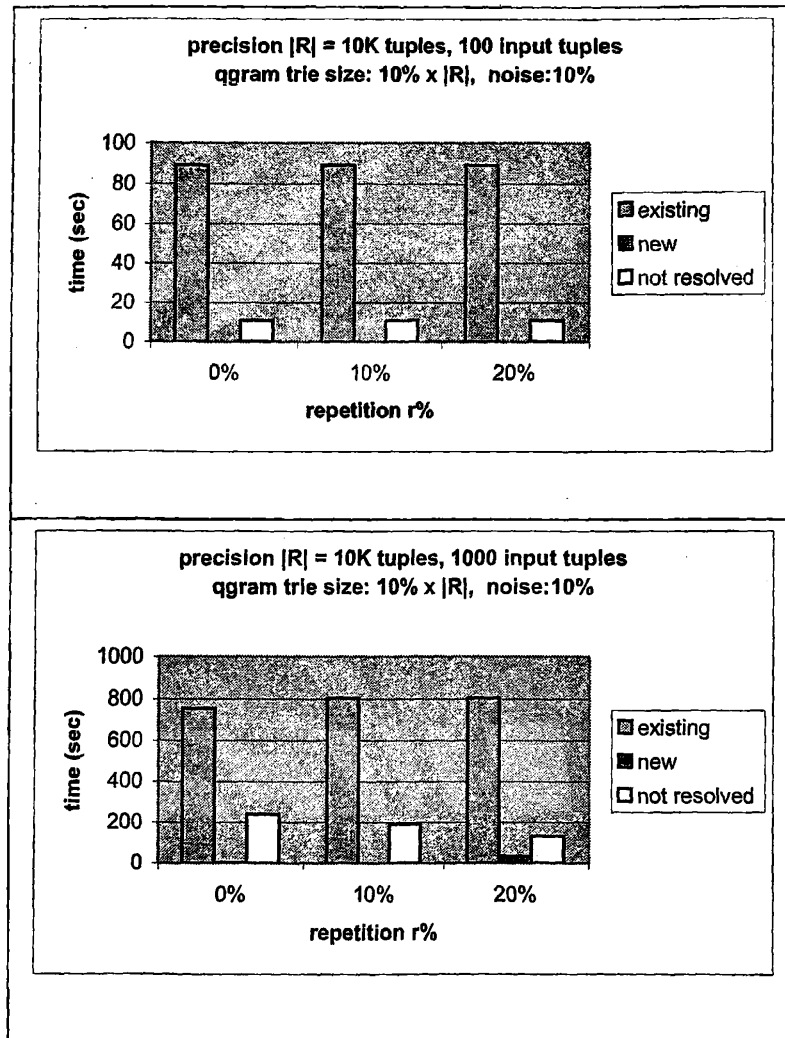 precision |R| = 10K tuples, 100 input tuples
qgram trie size: 10% x |R|, noise:10%
time (sec)
100
80
60
40
20
0
0% 10% 20%
repetition r%
existing
new
not resolved
precision |R| = 10K tuples, 1000 input tuples
qgram trie size: 10% x |R|, noise:10%
time (sec)
1000
800
600
400
200
0
0% 10% 20%
repetition r%
existing
new
not resolved